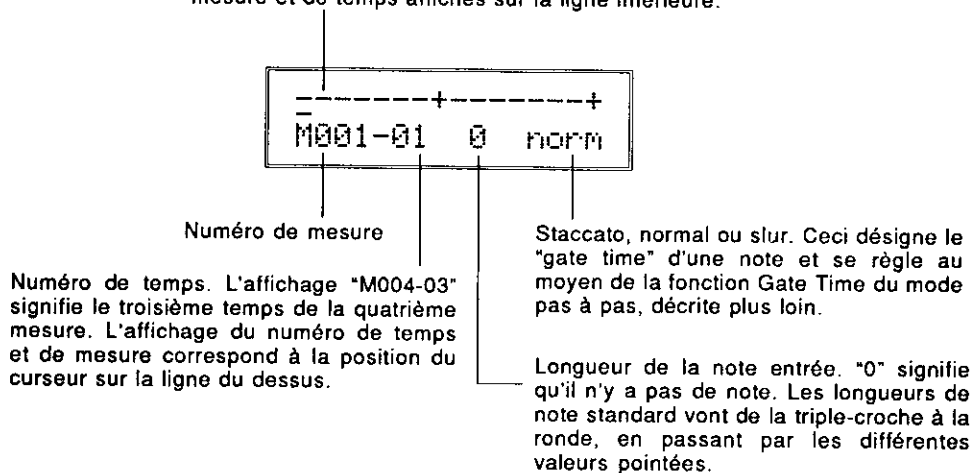 mesure et de temps affichés sur la ligne inférieure.
--------+-------+
M001-01 0 norm
Numéro de mesure
Numéro de temps. L'affichage "M004-03"
signifie le troisième temps de la quatrième
mesure. L'affichage du numéro de temps
et de mesure correspond à la position du
curseur sur la ligne du dessus.
Staccato, normal ou slur. Ceci désigne le
"gate time" d'une note et se règle au
moyen de la fonction Gate Time du mode
pas à pas, décrite plus loin.
Longueur de la note entrée. "0" signifie
qu'il n'y a pas de note. Les longueurs de
note standard vont de la triple-croche à la
ronde, en passant par les différentes
valeurs pointées.